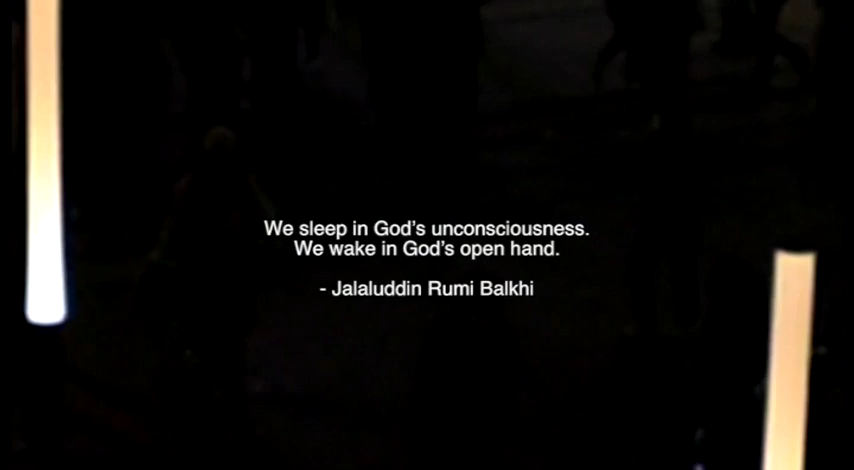 We sleep in God's unconsciousness.
We wake in God's open hand.
- Jalaluddin Rumi Balkhi